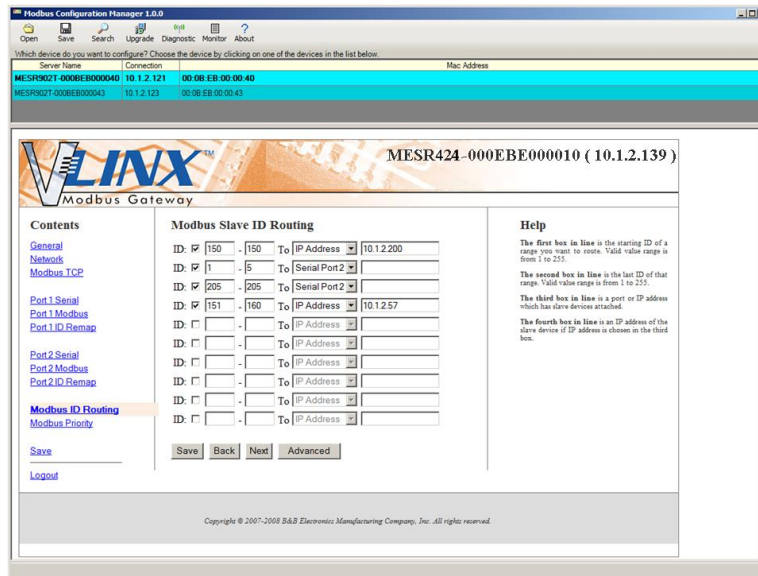 Modbus Configuration Manager 1.0.0
Open Save Search Upgrade Diagnostic Monitor About
Which device do you want to configure? Choose the device by clicking on one of the devices in the list below.
Server Name Connection Mac Address
MESR902T-000BEB000040 10.1.2.121 00:0B:EB:00:00:40
MESR902T-000BEB000043 10.1.2.123 00:0B:EB:00:00:43
VLINX™
Modbus Gateway
MESR424-000EBE000010 ( 10.1.2.139 )
Contents
General
Network
Modbus TCP
Port 1 Serial
Port 1 Modbus
Port 1 ID Remap
Port 2 Serial
Port 2 Modbus
Port 2 ID Remap
Modbus ID Routing
Modbus Priority
Save
Logout
Modbus Slave ID Routing
ID: 150 - 150 To IP Address 10.1.2.200
ID: 1 - 5 To Serial Port 2
ID: 205 - 205 To Serial Port 2
ID: 151 - 160 To IP Address 10.1.2.57
ID: - To IP Address
ID: - To IP Address
ID: - To IP Address
ID: - To IP Address
ID: - To IP Address
ID: - To IP Address
Save Back Next Advanced
Help
The first box in line is the starting ID of a
range you want to route. Valid value range is
from 1 to 255.
The second box in line is the last ID of that
range. Valid value range is from 1 to 255.
The third box in line is a port or IP address
which has slave devices attached.
The fourth box in line is an IP address of the
slave device if IP address is chosen in the third
box.
Copyright © 2007-2008 B&B Electronics Manufacturing Company, Inc. All rights reserved.